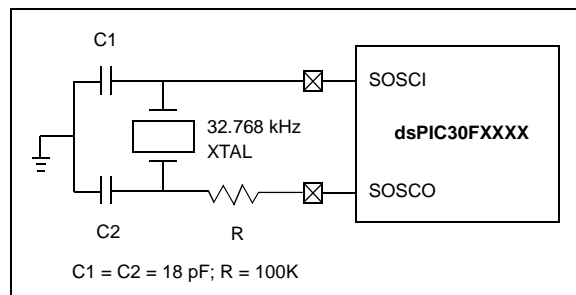 C1
SOSCI
32.768 kHz
XTAL
dsPIC30FXXXX
SOSCO
C2
R
C1 = C2 = 18 pF; R = 100K